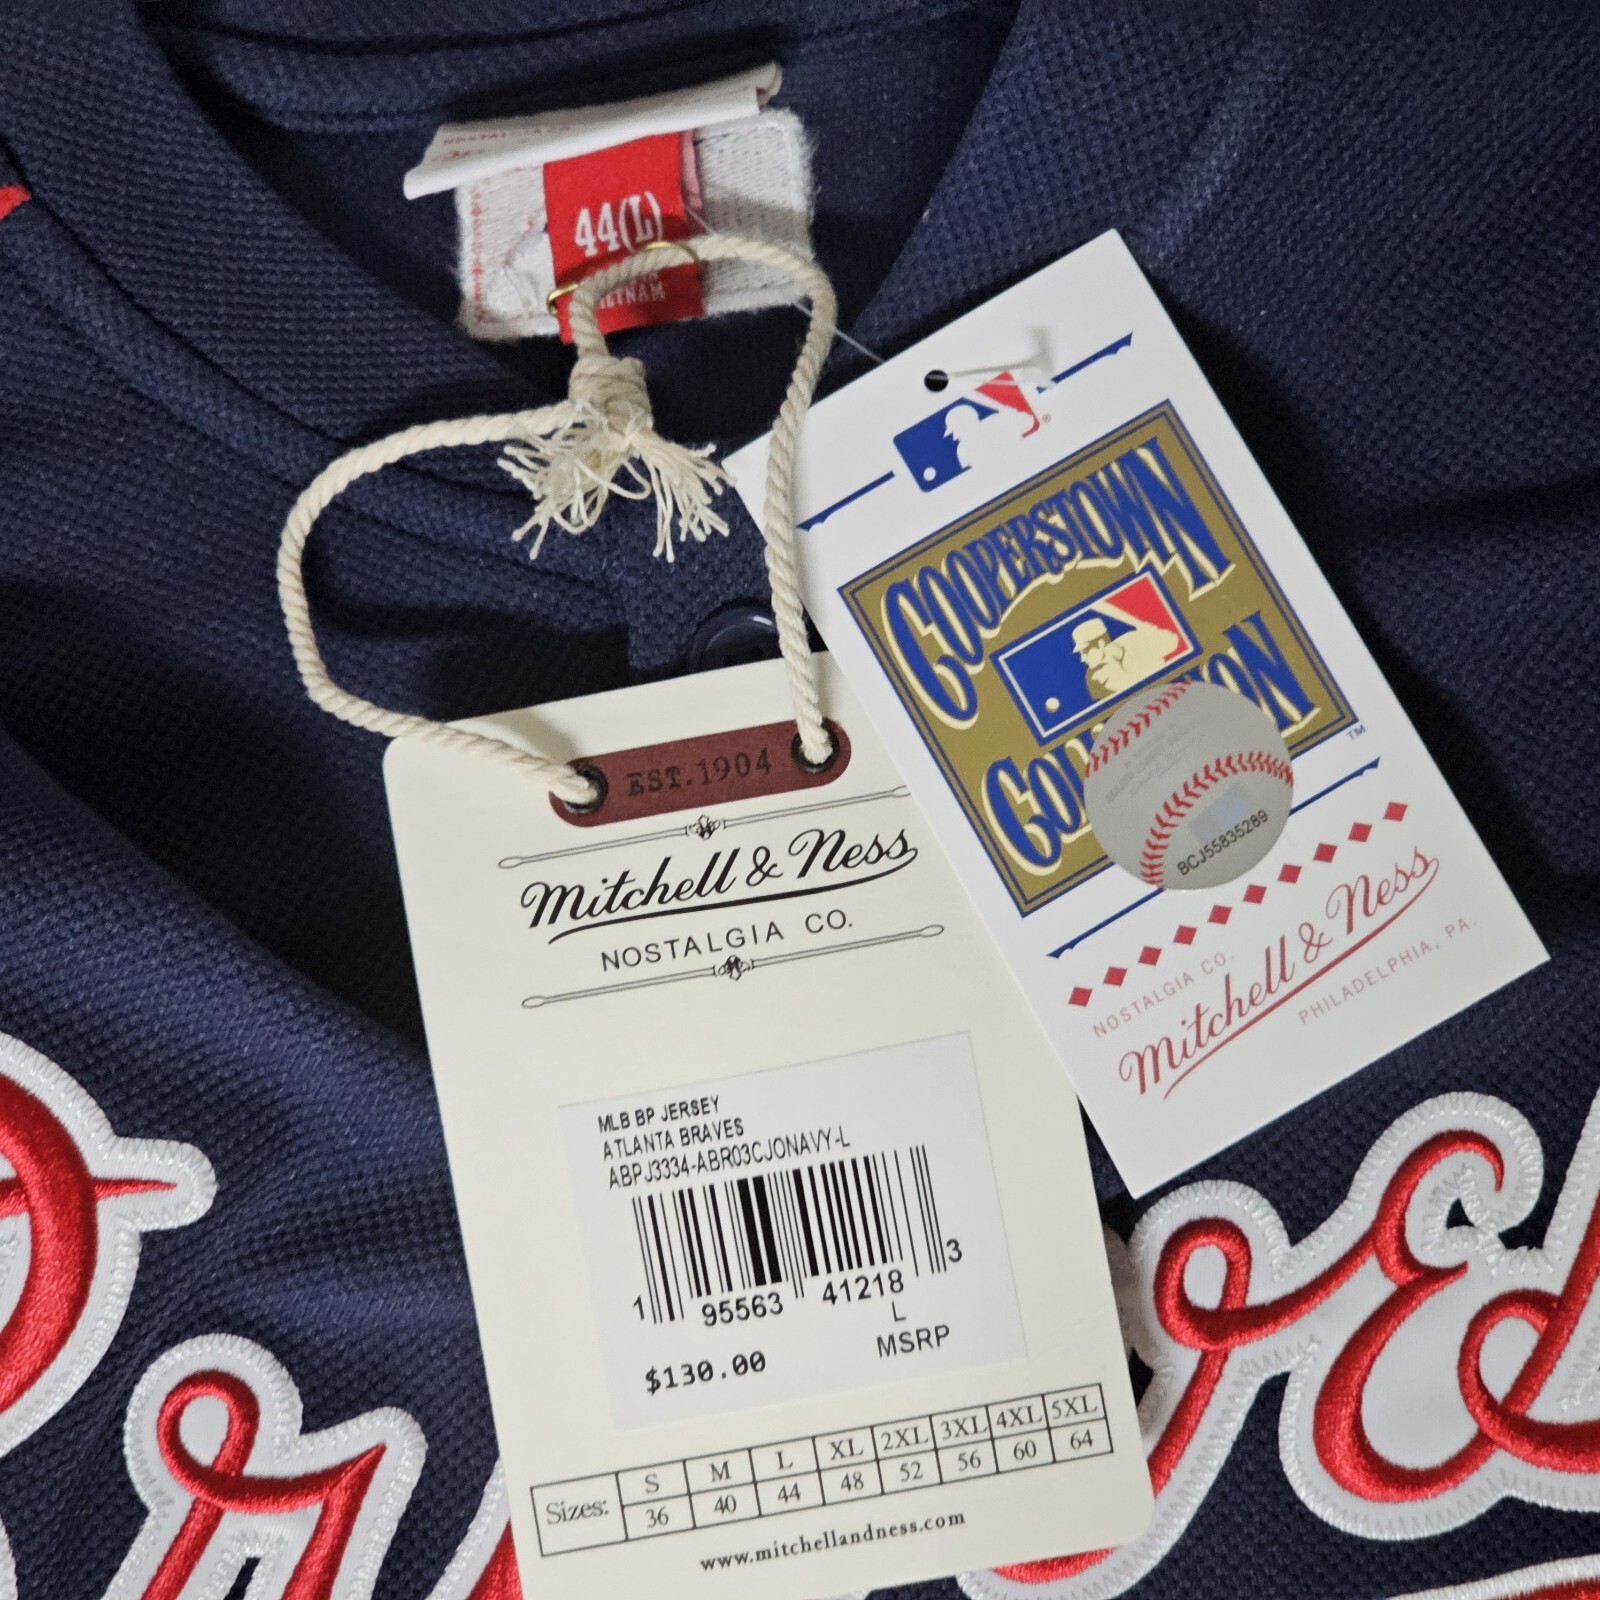 44(L)
COOPERSTOWN
™
BCJ55835289
NOSTALGIA CO.
Mitchell & Ness
PHILADELPHIA, PA.
EST.1904
Mitchell & Ness
NOSTALGIA CO.
MLB BP JERSEY
ATLANTA BRAVES
ABPJ3334-ABR03CJONAVY-L
1 95563 41218 3
L
$130.00 MSRP
Sizes: S M L XL 2XL 3XL 4XL 5XL
36 40 44 48 52 56 60 64
www.mitchellandness.com